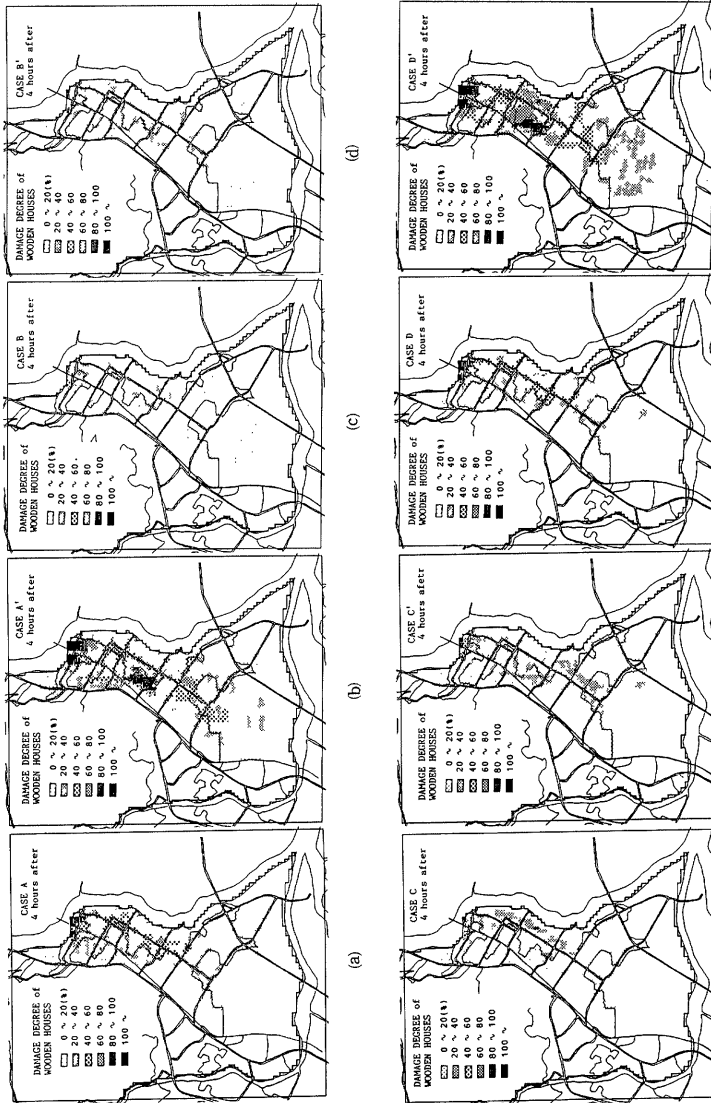 DAMAGE DEGREE of
WOODEN HOUSES
0 ~ 20(%)
20 ~ 40
40 ~ 60
60 ~ 80
80 ~ 100
100 ~
CASE A
4 hours after
(a)
DAMAGE DEGREE of
WOODEN HOUSES
0 ~ 20(%)
20 ~ 40
40 ~ 60
60 ~ 80
80 ~ 100
100 ~
CASE A'
4 hours after
(b)
DAMAGE DEGREE of
WOODEN HOUSES
0 ~ 20(%)
20 ~ 40
40 ~ 60.
60 ~ 80
80 ~ 100
100 ~
CASE B
4 hours after
(c)
DAMAGE DEGREE of
WOODEN HOUSES
0 ~ 20(%)
20 ~ 40
40 ~ 60
60 ~ 80
80 ~ 100
100 ~
CASE B'
4 hours after
(d)
DAMAGE DEGREE of
WOODEN HOUSES
0 ~ 20(%)
20 ~ 40
40 ~ 60
60 ~ 80
80 ~ 100
100 ~
CASE C
4 hours after
DAMAGE DEGREE of
WOODEN HOUSES
0 ~ 20(%)
20 ~ 40
40 ~ 60
60 ~ 80
80 ~ 100
100 ~
CASE C'
4 hours afetr
DAMAGE DEGREE of
WOODEN HOUSES
0 ~ 20(%)
20 ~ 40
40 ~ 60
60 ~ 80
80 ~ 100
100 ~
CASE D
4 hours after
DAMAGE DEGREE of
WOODEN HOUSES
0 ~ 20(%)
20 ~ 40
40 ~ 60
60 ~ 80
80 ~ 100
100 ~
CASE D'
4 hours after